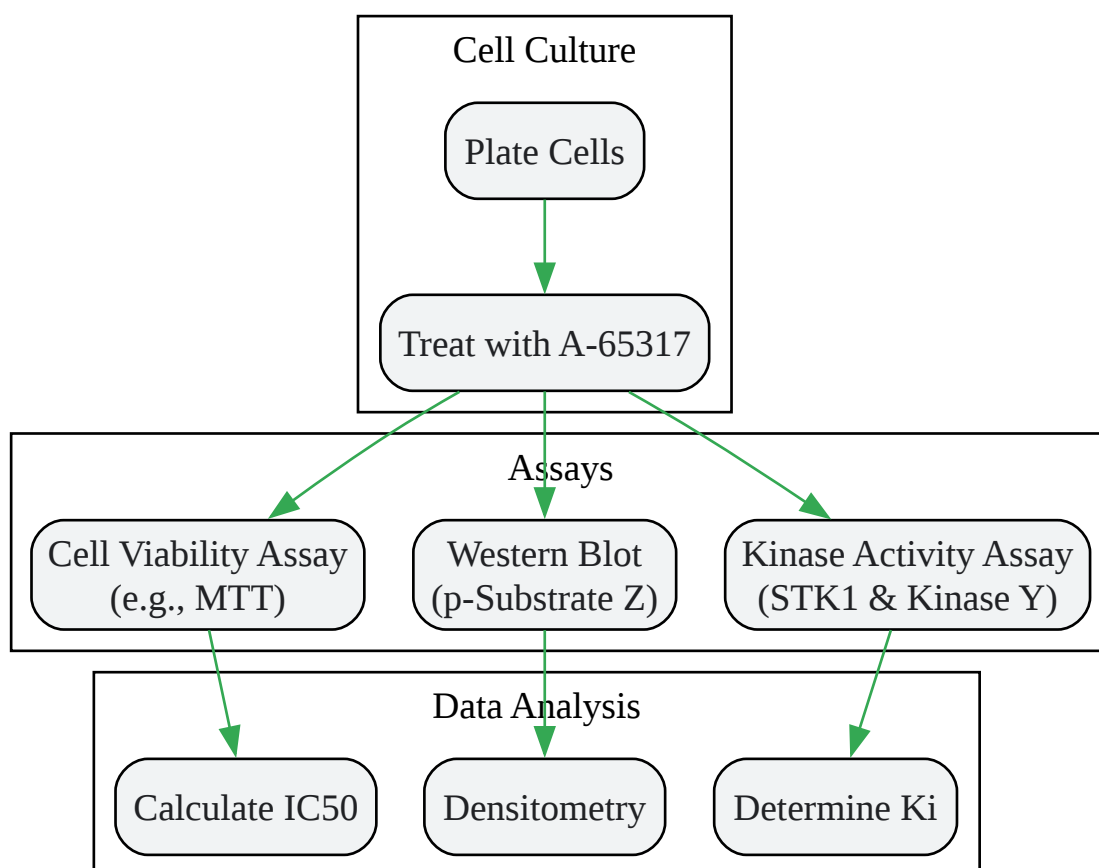 Cell Culture
Plate Cells
Treat with A-65317
Assays
Cell Viability Assay
(e.g., MTT)
Western Blot
(p-Substrate Z)
Kinase Activity Assay
(STK1 & Kinase Y)
Data Analysis
Calculate IC50
Densitometry
Determine Ki